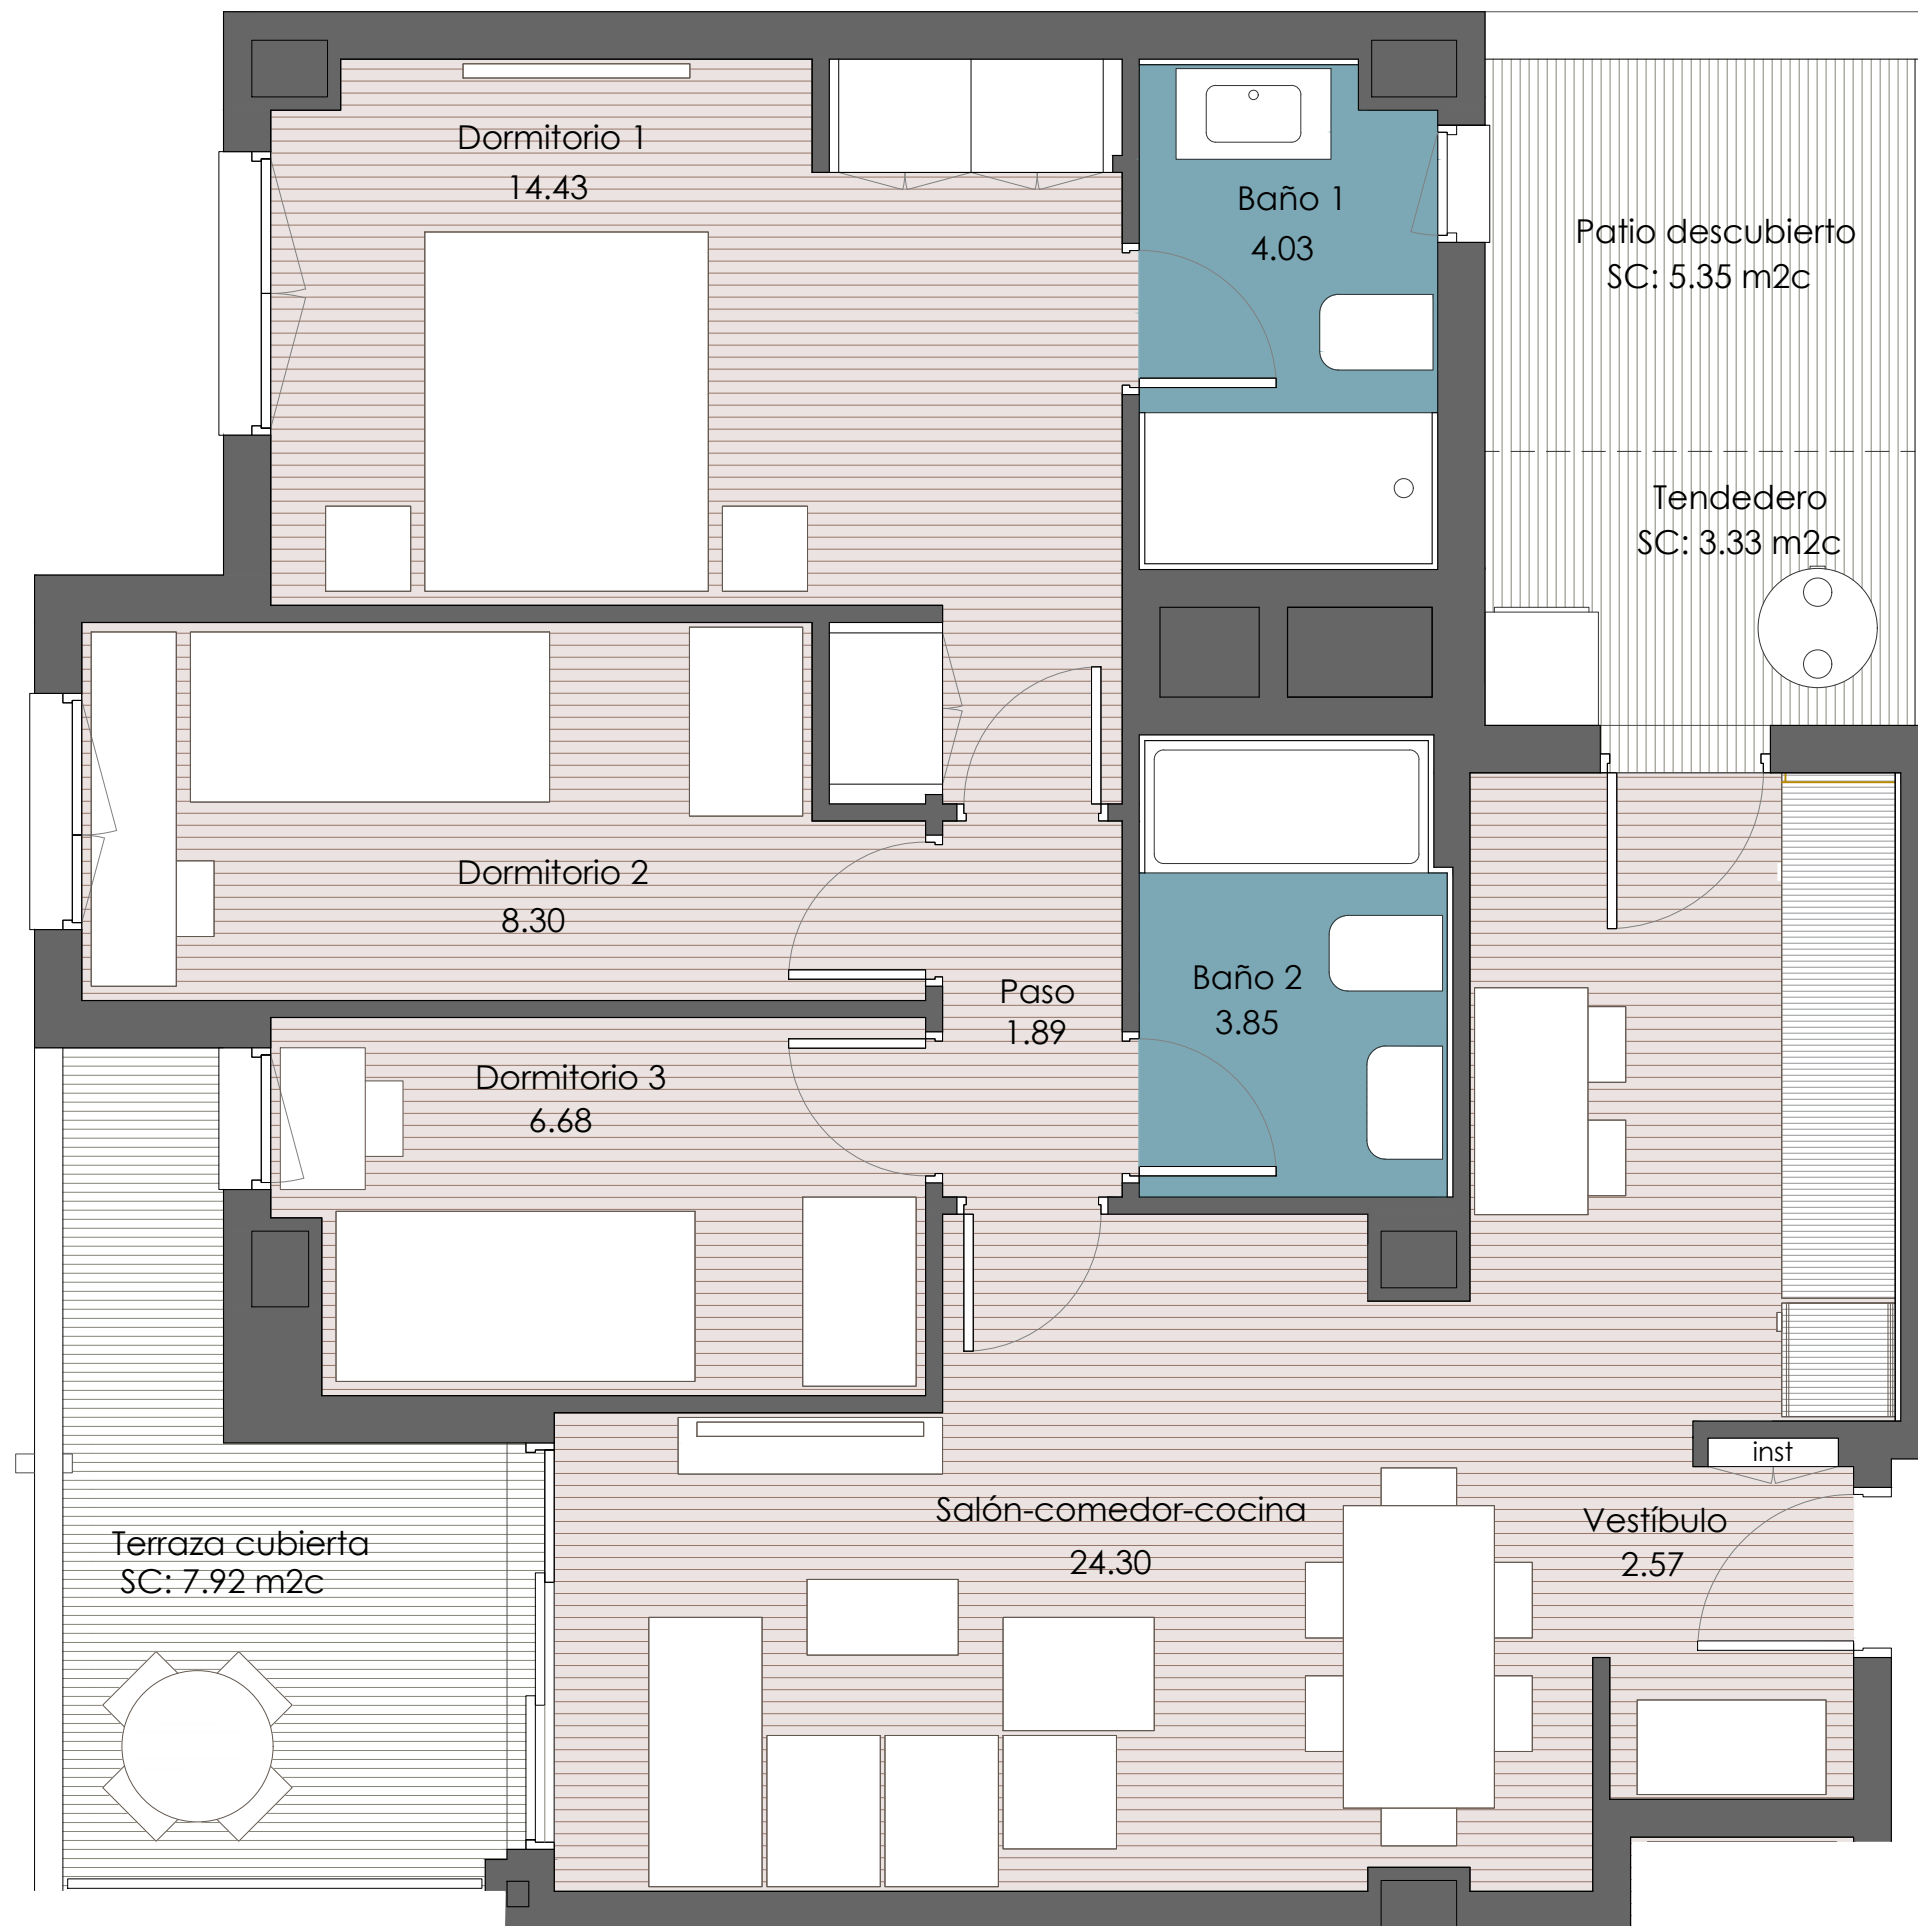 Dormitorio 1
14.43
Baño 1
4.03
Patio descubierto
SC: 5.35 m2c
Tendedero
SC: 3.33 m2c
Dormitorio 2
8.30
Paso
1.89
Baño 2
3.85
Dormitorio 3
6.68
inst
Salón-comedor-cocina
24.30
Vestíbulo
2.57
Terraza cubierta
SC: 7.92 m2c